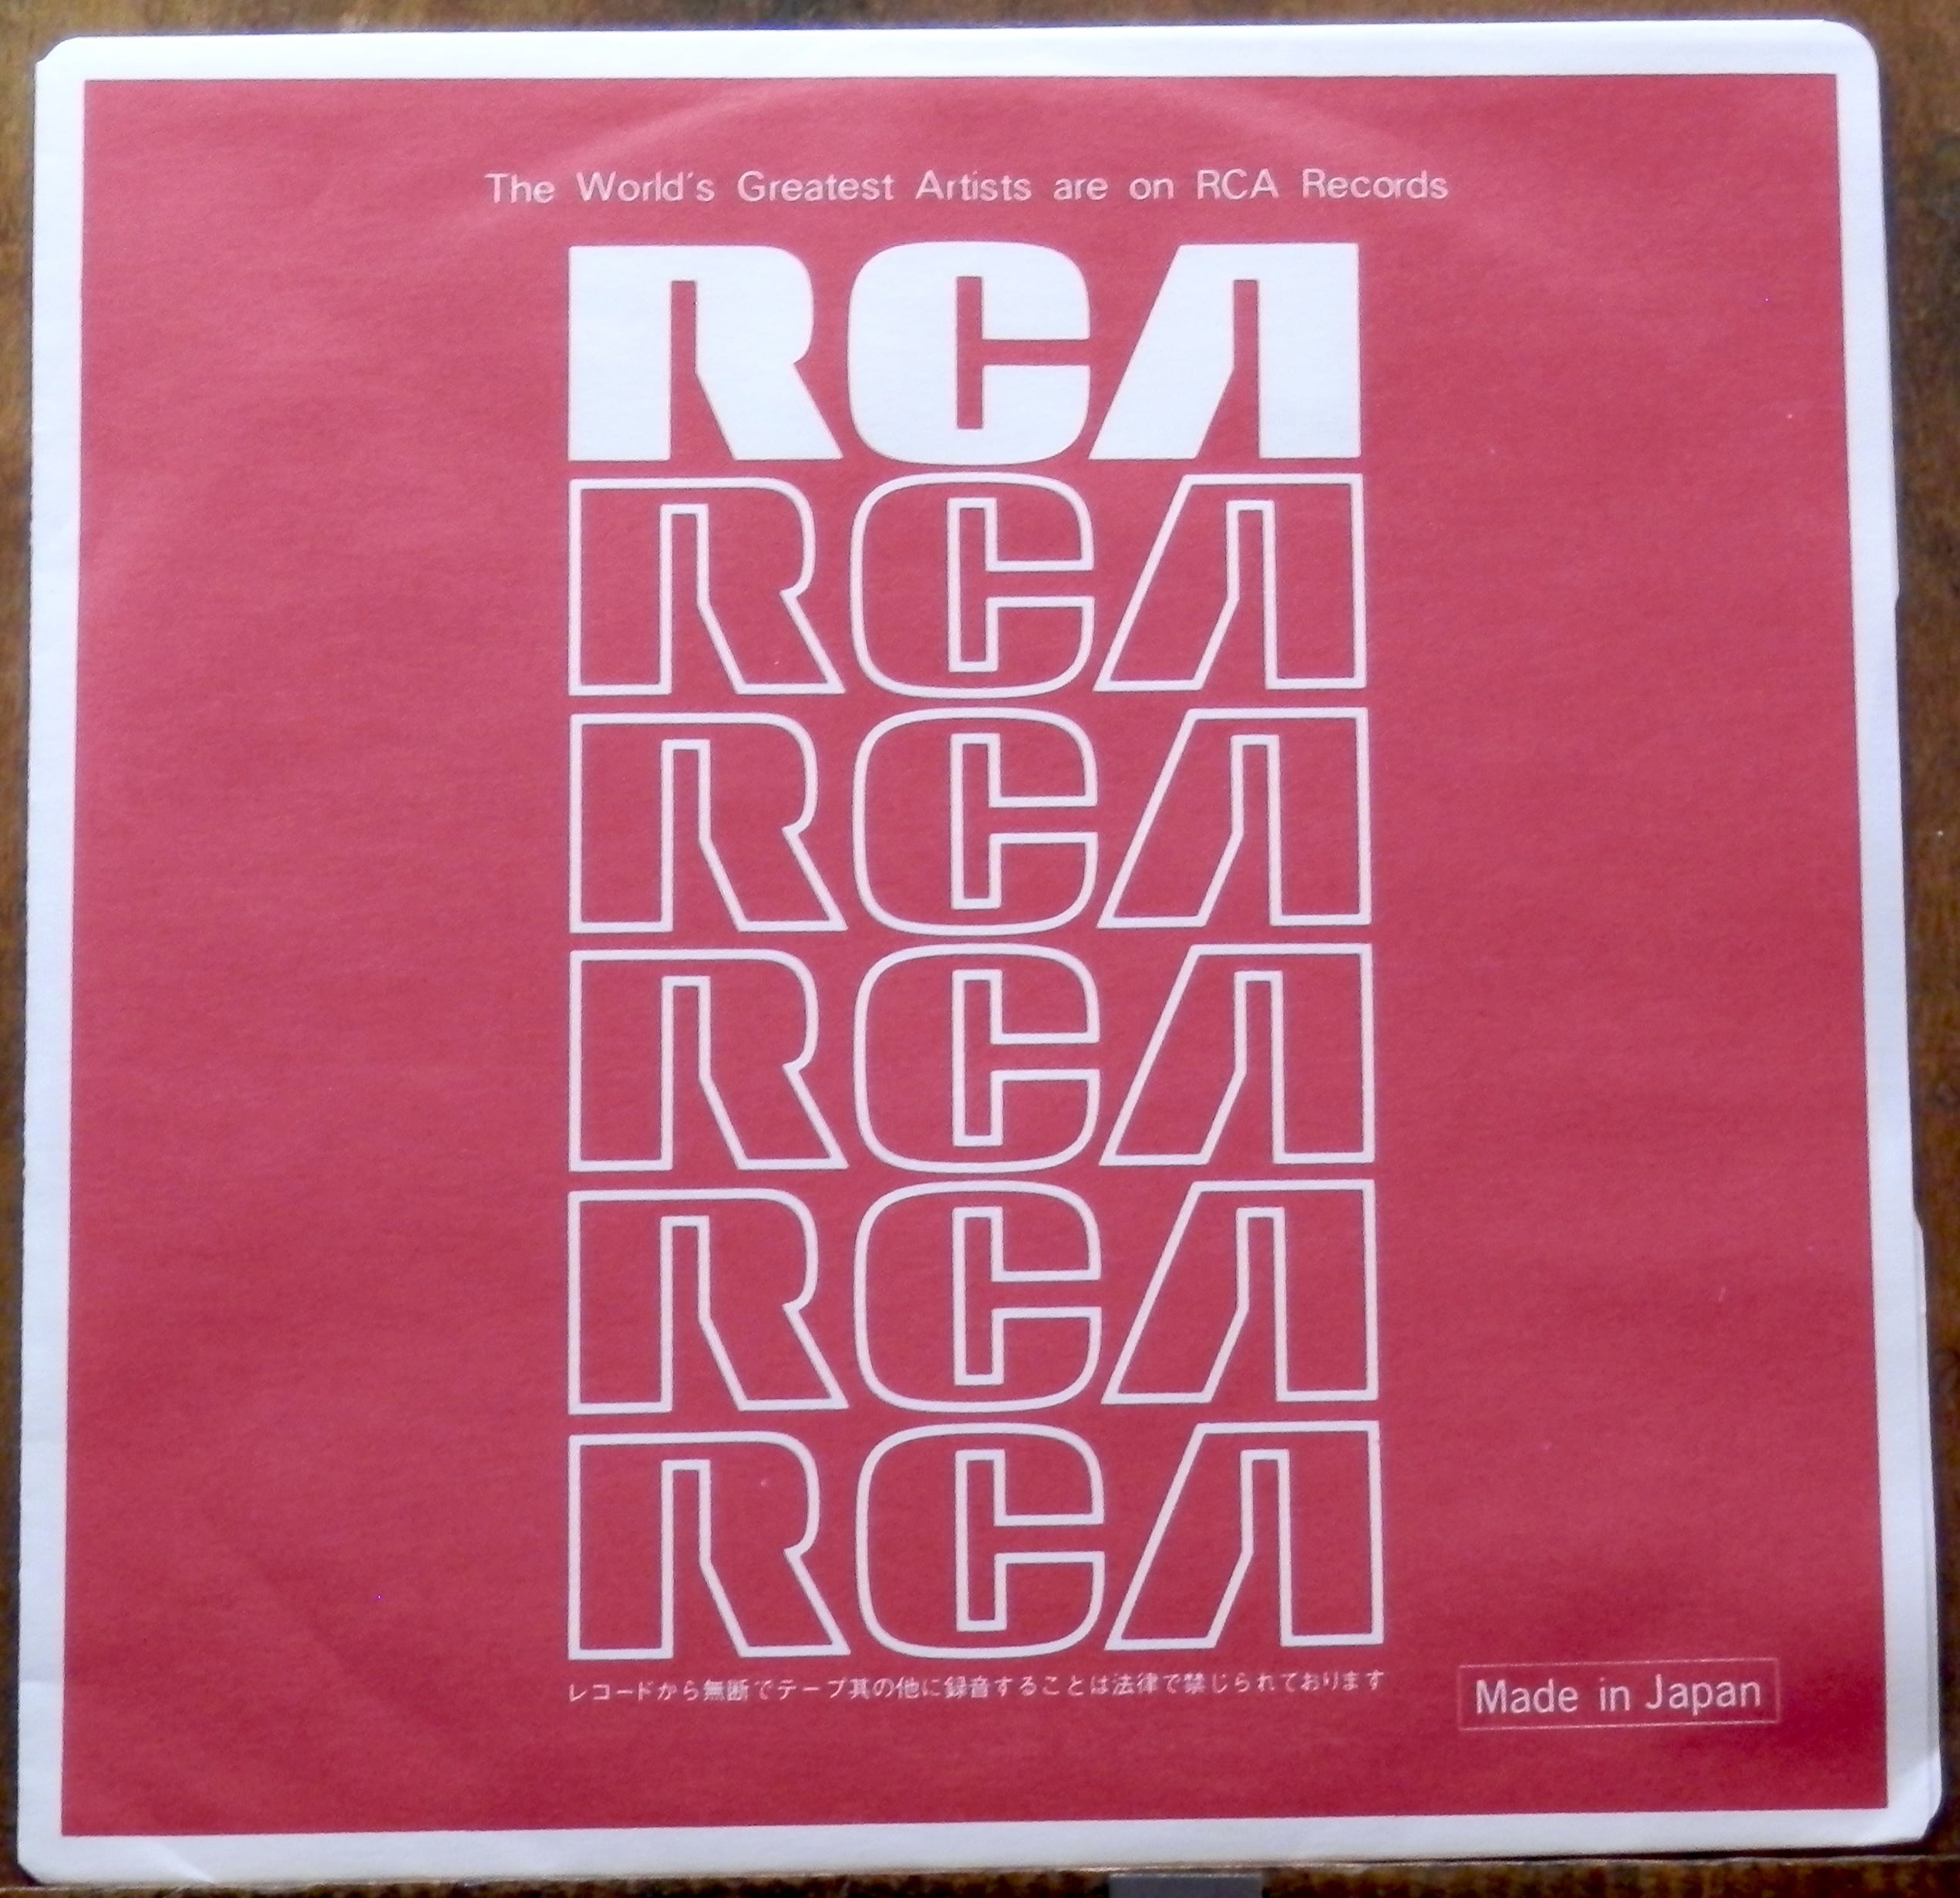 The World's Greatest Artists are on RCA Records
RCA
RCA
RCA
RCA
RCA
RCA
レコードから無断でテープ其の他に録音することは法律で禁じられております
Made in Japan